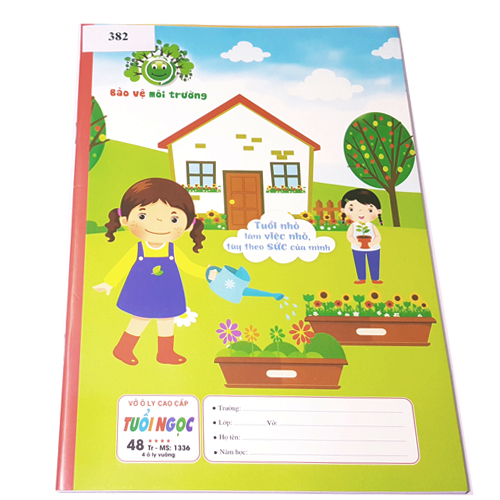 382
Bảo vệ môi trường
Tuổi nhỏ
làm việc nhỏ,
tùy theo SỨC của mình
VỞ Ô LY CAO CẤP
TUỔI NGỌC
48 Tr - MS: 1336
4 ô ly vuông
Trường:
Lớp: Vở:
Họ tên:
Năm học: